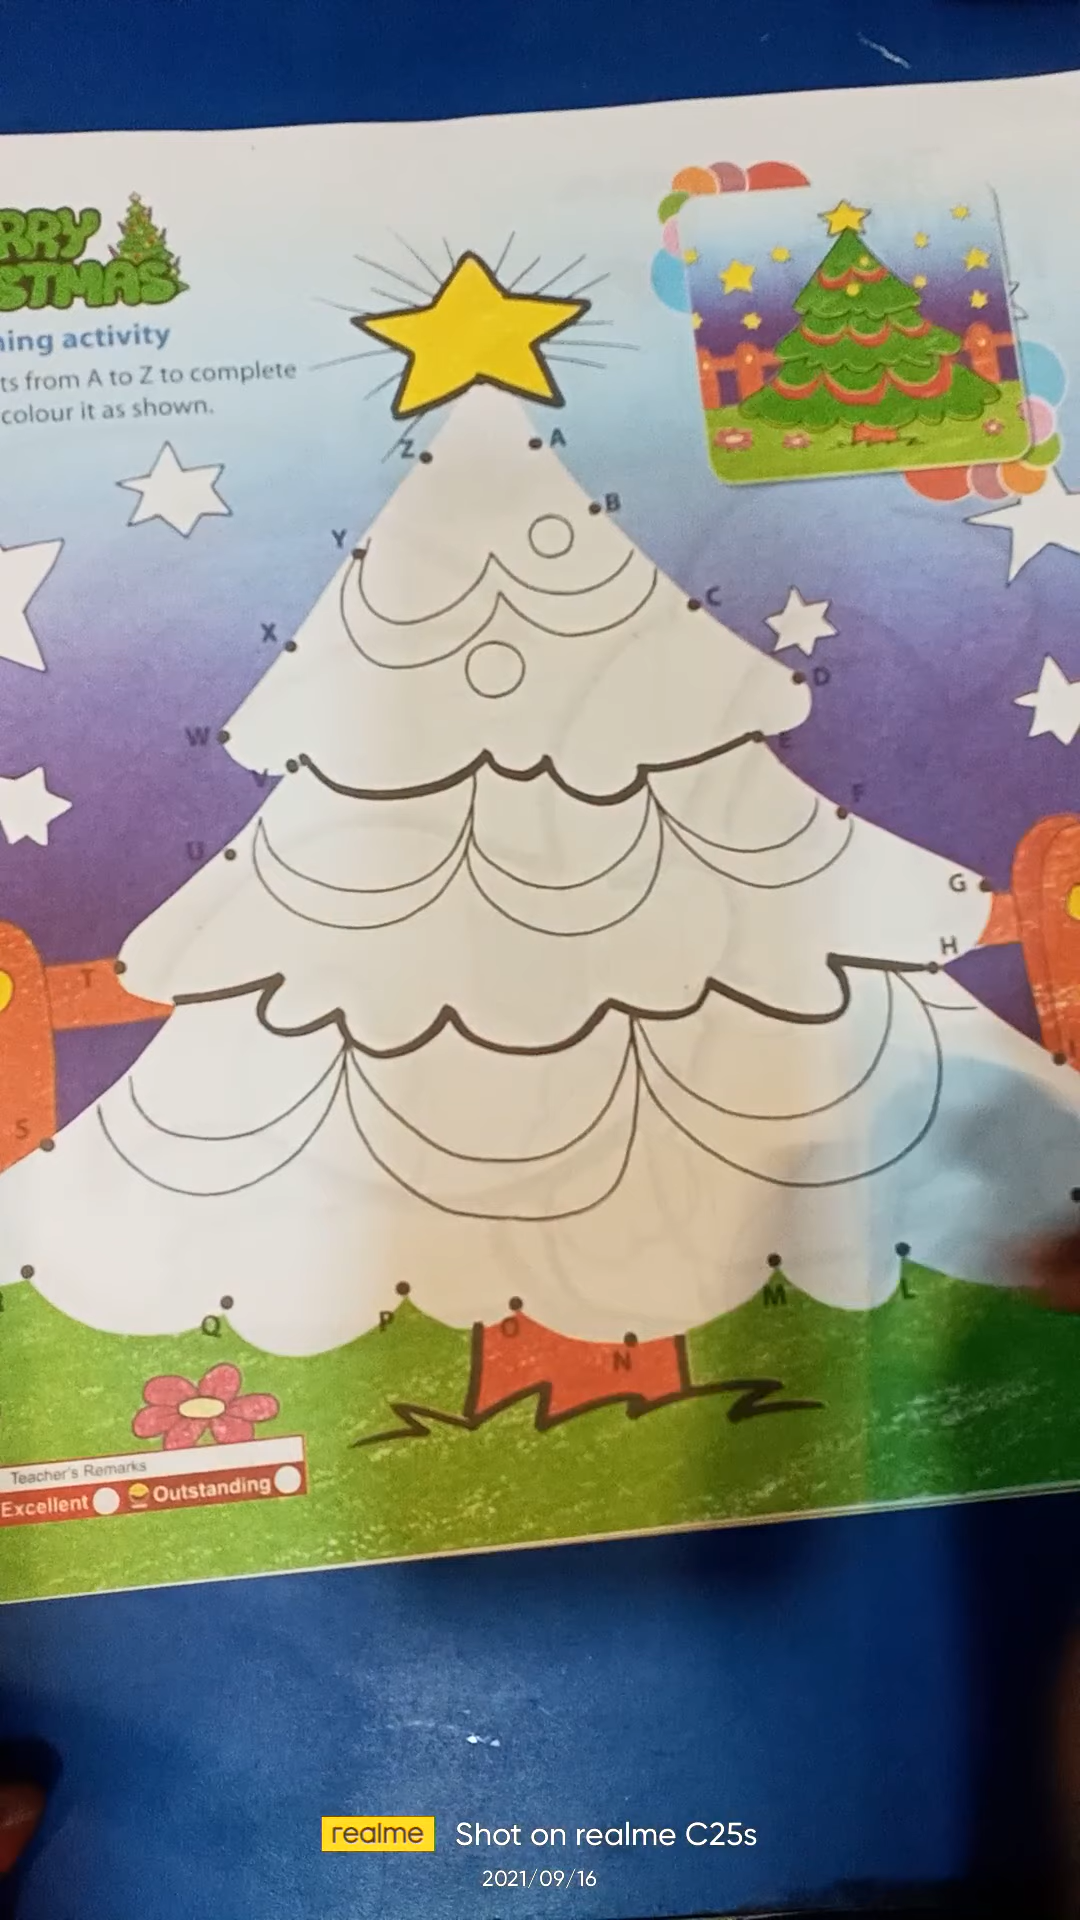 RRY
STMAS
ning activity
ts from A to Z to complete
colour it as shown.
Z
A
B
Y
C
X
D
W
E
V
F
U
G
H
T
S
M
L
Q
P
O
N
Teacher's Remarks
Excellent Outstanding
realme Shot on realme C25s
2021/09/16